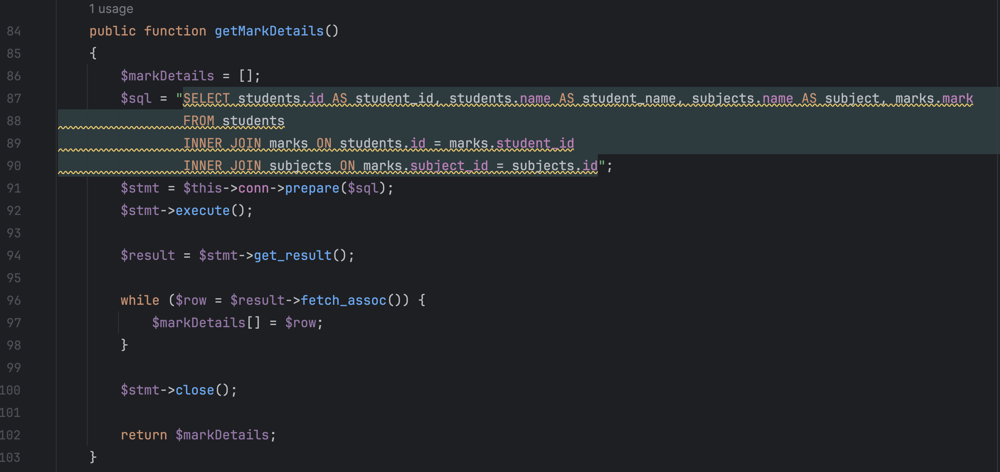 1 usage
84 public function getMarkDetails()
85 {
86 $markDetails = [];
87 $sql = "SELECT students.id AS student_id, students.name AS student_name, subjects.name AS subject, marks.mark
88 FROM students
89 INNER JOIN marks ON students.id = marks.student_id
90 INNER JOIN subjects ON marks.subject_id = subjects.id";
91 $stmt = $this->conn->prepare($sql);
92 $stmt->execute();
93
94 $result = $stmt->get_result();
95
96 while ($row = $result->fetch_assoc()) {
97 $markDetails[] = $row;
98 }
99
100 $stmt->close();
101
102 return $markDetails;
103 }